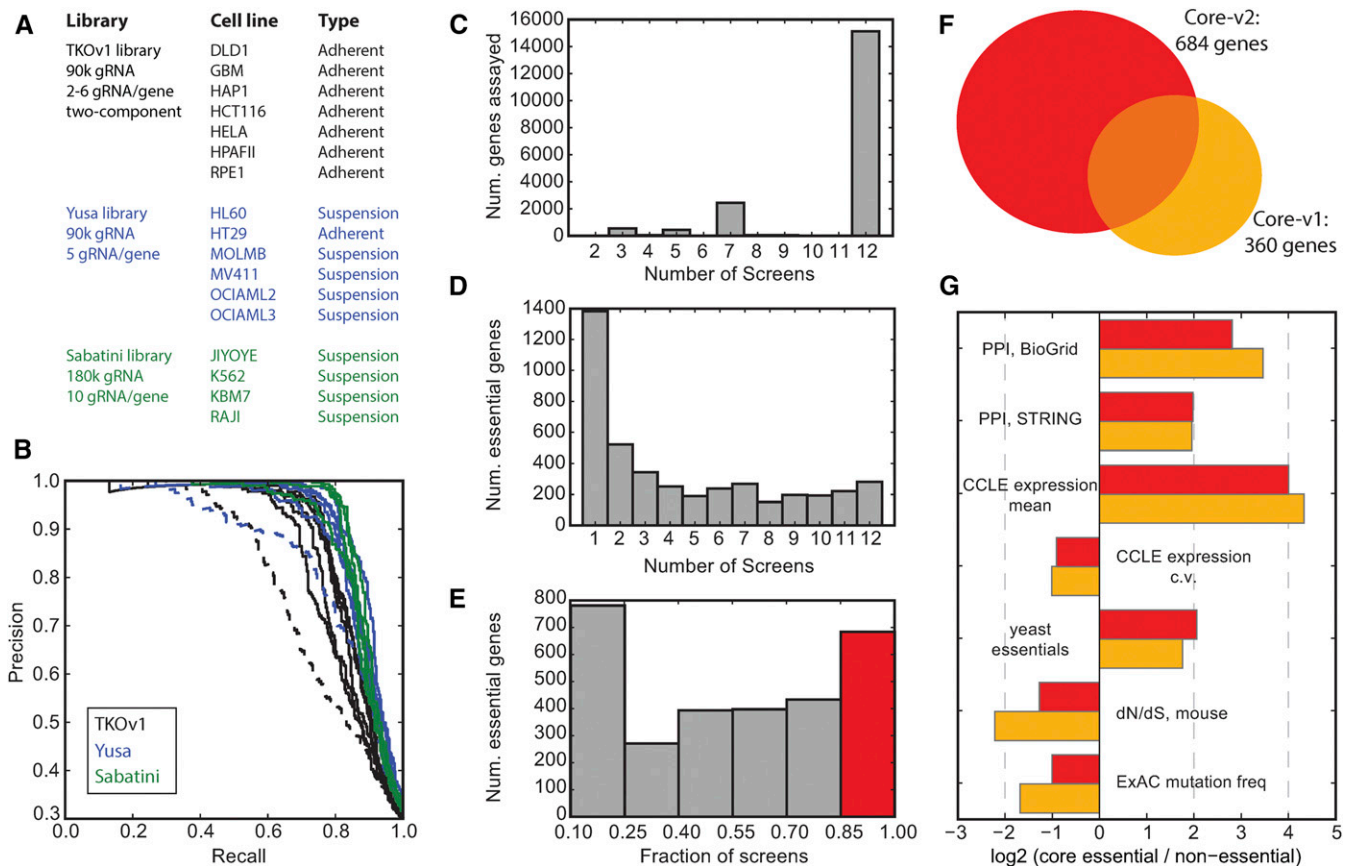 A
Library Cell line Type
TKOv1 library DLD1 Adherent
90k gRNA GBM Adherent
2-6 gRNA/gene HAP1 Adherent
two-component HCT116 Adherent
HELA Adherent
HPAFII Adherent
RPE1 Adherent
Yusa library HL60 Suspension
90k gRNA HT29 Adherent
5 gRNA/gene MOLMB Suspension
MV411 Suspension
OCIAML2 Suspension
OCIAML3 Suspension
Sabatini library JIYOYE Suspension
180k gRNA K562 Suspension
10 gRNA/gene KBM7 Suspension
RAJI Suspension
B
Precision
1.0
0.9
0.8
0.7
0.6
0.5
0.4
0.3
TKOv1
Yusa
Sabatini
0.0 0.2 0.4 0.6 0.8 1.0
Recall
C
Num. genes assayed
16000
14000
12000
10000
8000
6000
4000
2000
0
2 3 4 5 6 7 8 9 10 11 12
Number of Screens
D
Num. essential genes
1400
1200
1000
800
600
400
200
0
1 2 3 4 5 6 7 8 9 10 11 12
Number of Screens
E
Num. essential genes
800
700
600
500
400
300
200
100
0
0.10 0.25 0.40 0.55 0.70 0.85 1.00
Fraction of screens
F
Core-v2:
684 genes
Core-v1:
360 genes
G
PPI, BioGrid
PPI, STRING
CCLE expression
mean
CCLE expression
c.v.
yeast
essentials
dN/dS, mouse
ExAC mutation freq
−3 −2 −1 0 1 2 3 4 5
log2 (core essential / non-essential)